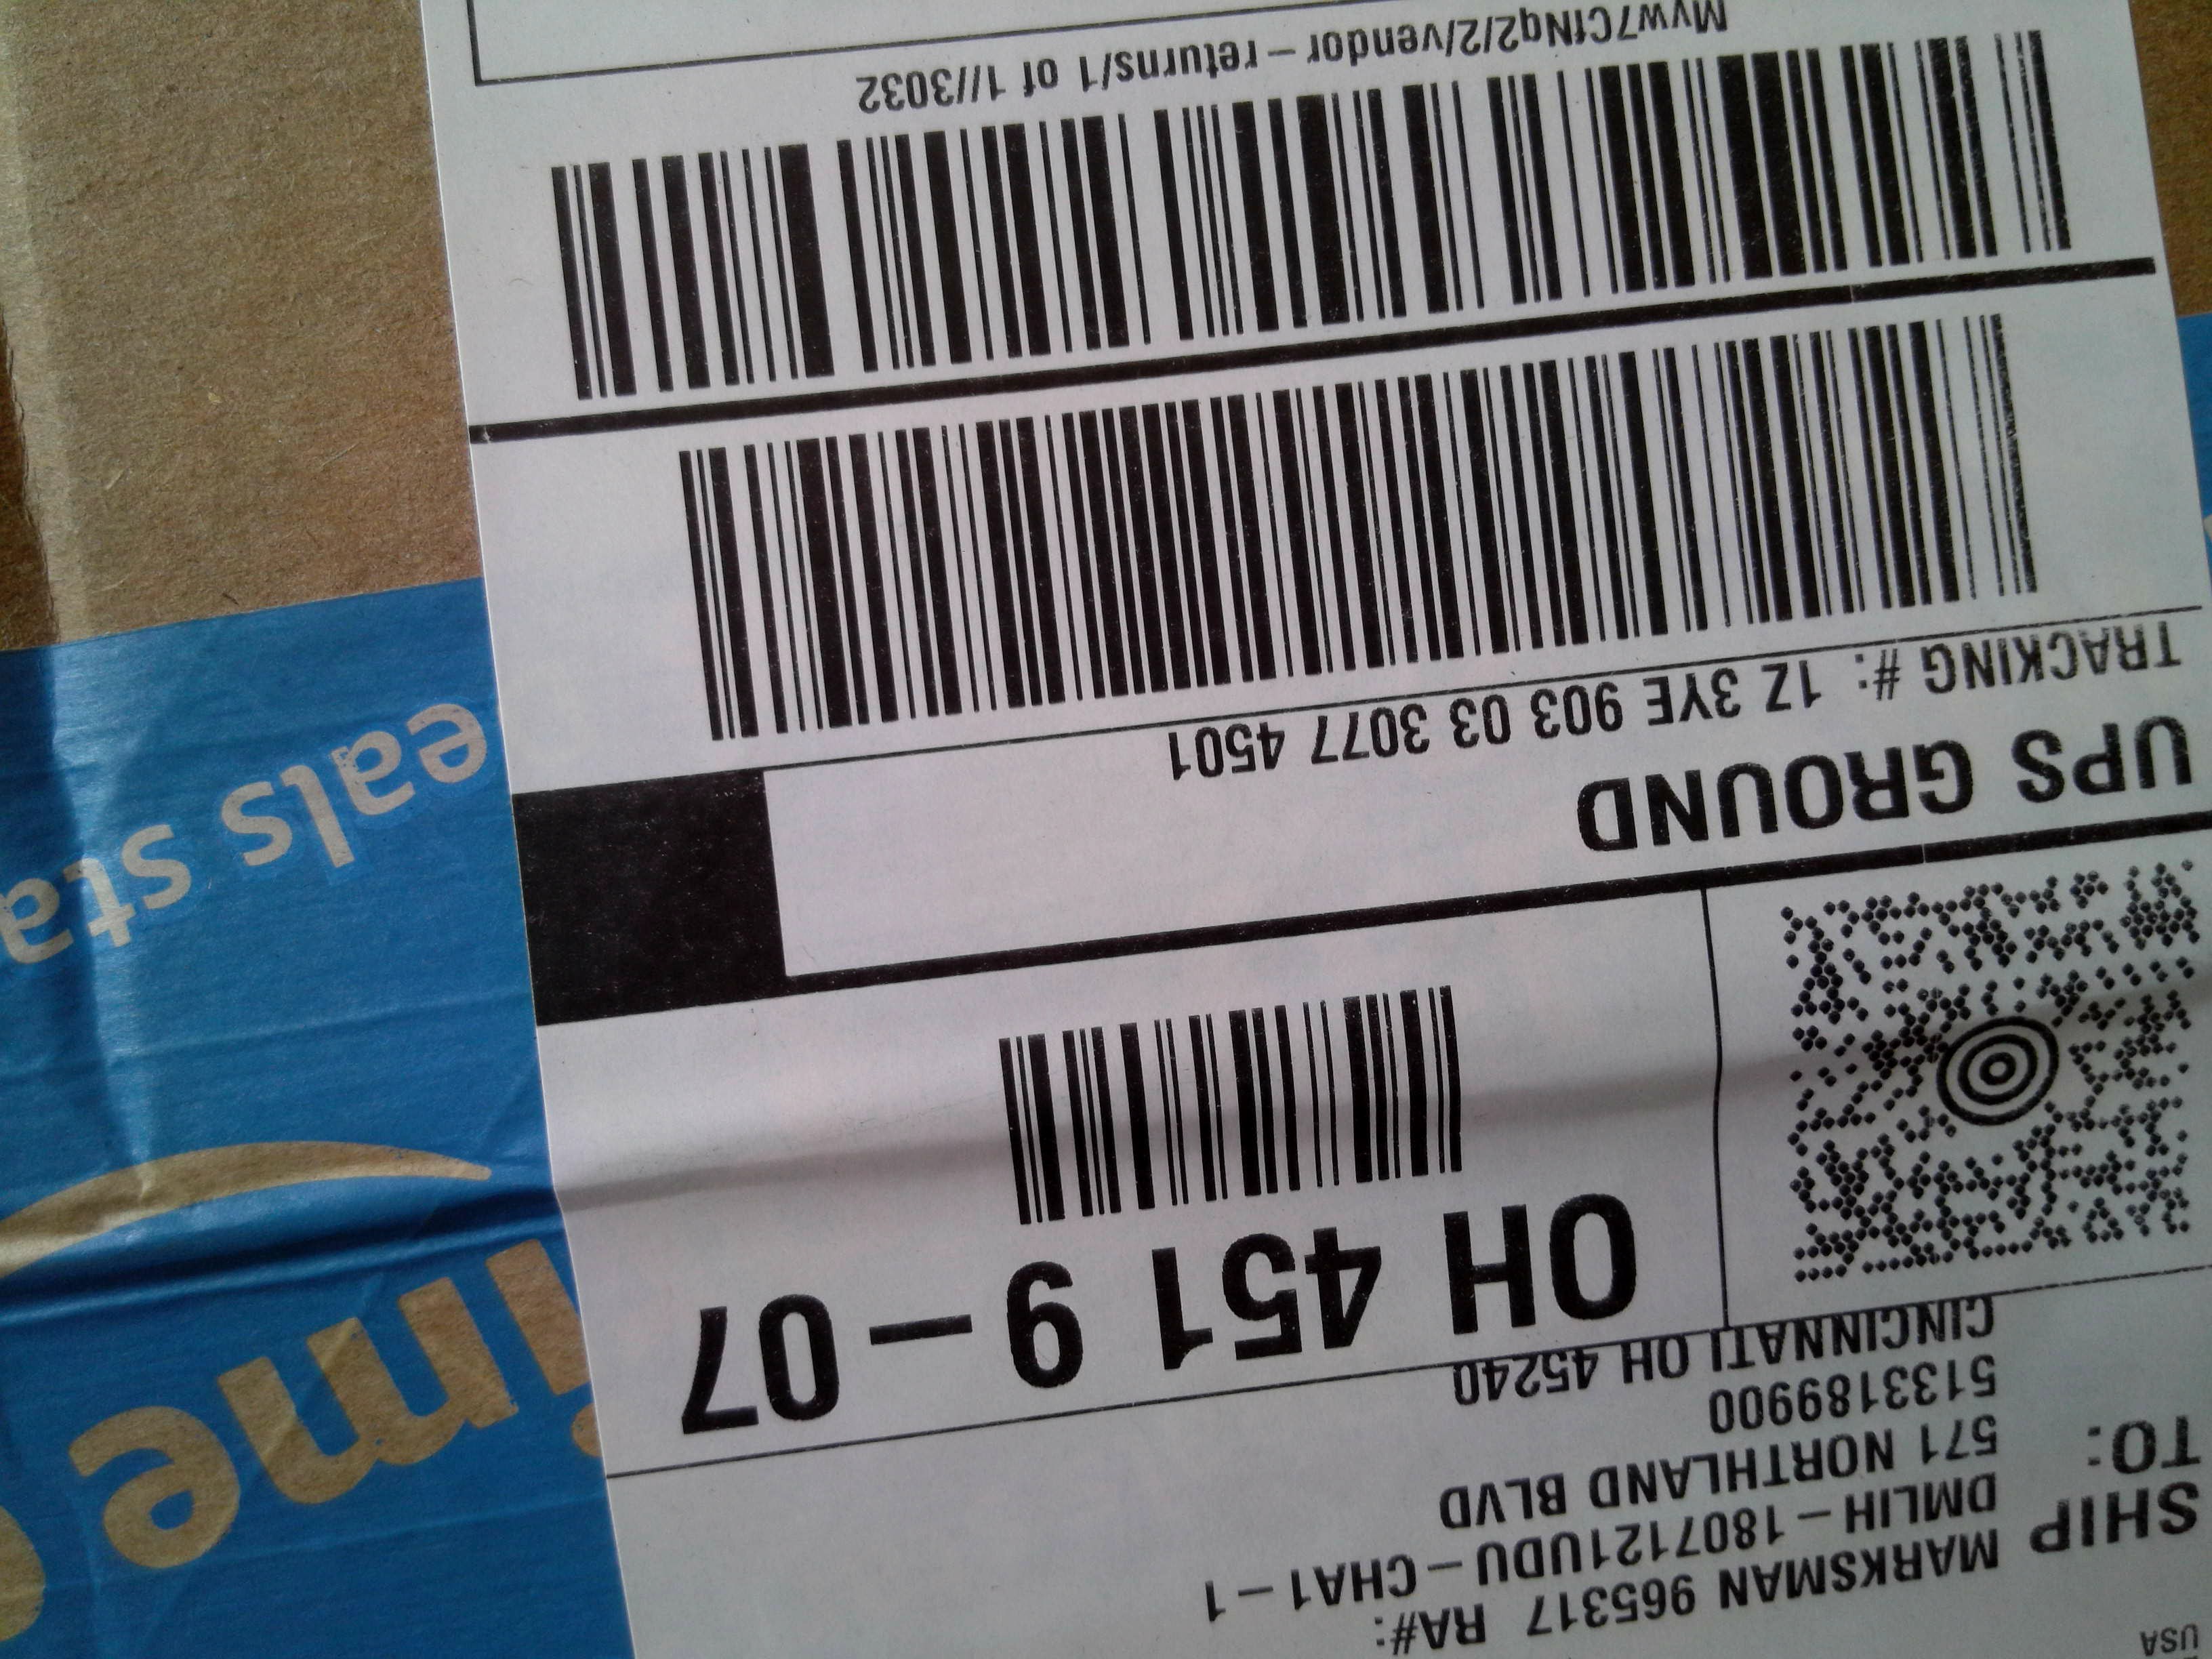 USA
SHIP
TO:
MARKSMAN 965317 RA#:
DMLIH-1807121UDU-CHA1-1
571 NORTHLAND BLVD
5133189900
CINCINNATI OH 45240
OH 451 9-07
UPS GROUND
TRACKING #: 1Z 3YE 903 03 3077 4501
Mvw7CfNq2/2/vendor-returns/1 of 1//3032
ime
eals sta